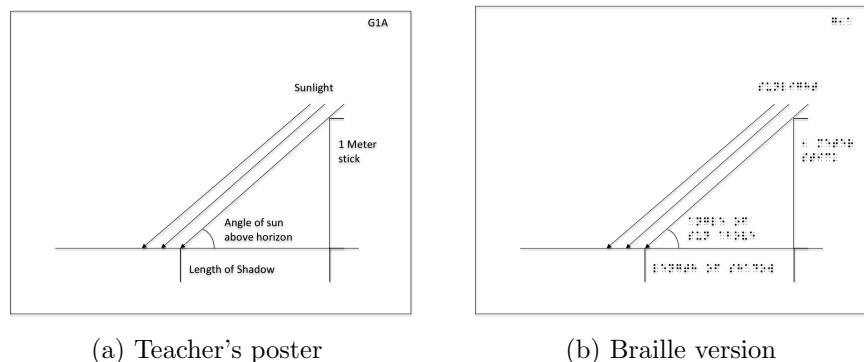 G1A
Sunlight
1 Meter
stick
Angle of sun
above horizon
Length of Shadow
(a) Teacher's poster
⠛⠂⠁
⠎⠥⠝⠇⠊⠛⠓⠞
⠂ ⠍⠑⠞⠑⠗
⠎⠞⠊⠉⠅
⠁⠝⠛⠇⠑ ⠕⠋
⠎⠥⠝ ⠁⠃⠕⠧⠑
⠇⠑⠝⠛⠞⠓ ⠕⠋ ⠎⠓⠁⠙⠕⠺
(b) Braille version